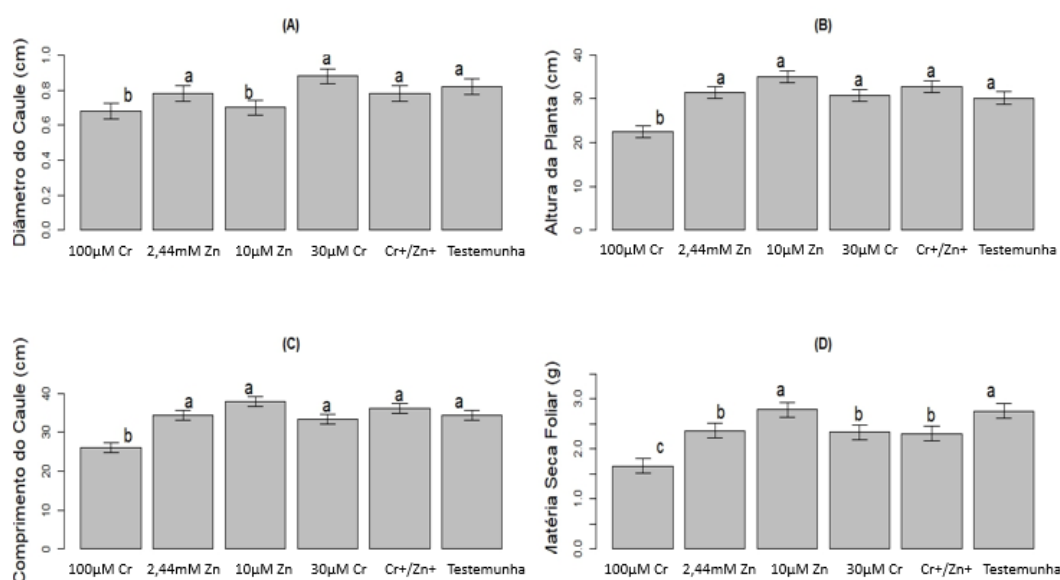 (A)
Diâmetro do Caule (cm)
1.0
0.8
0.6
0.4
0.2
0.0
b
a
b
a
a
a
100µM Cr 2,44mM Zn 10µM Zn 30µM Cr Cr+/Zn+ Testemunha
(B)
Altura da Planta (cm)
40
30
20
10
0
b
a
a
a
a
a
100µM Cr 2,44mM Zn 10µM Zn 30µM Cr Cr+/Zn+ Testemunha
(C)
Comprimento do Caule (cm)
40
30
20
10
0
b
a
a
a
a
a
100µM Cr 2,44mM Zn 10µM Zn 30µM Cr Cr+/Zn+ Testemunha
(D)
Matéria Seca Foliar (g)
3.0
2.0
1.0
0.0
c
b
a
b
b
a
100µM Cr 2,44mM Zn 10µM Zn 30µM Cr Cr+/Zn+ Testemunha